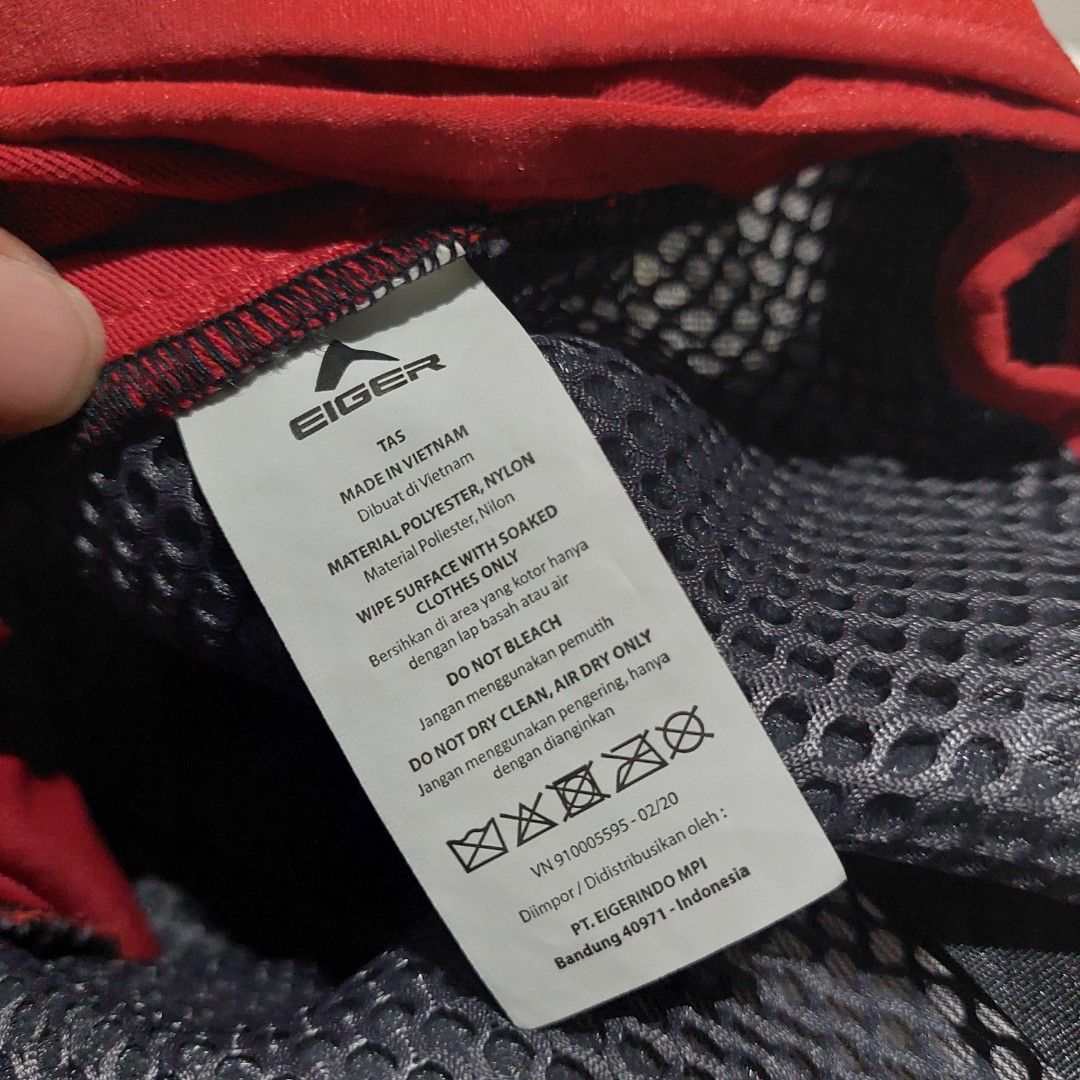 EIGER
TAS
MADE IN VIETNAM
Dibuat di Vietnam
MATERIAL POLYESTER, NYLON
Material Poliester, Nilon
WIPE SURFACE WITH SOAKED
CLOTHES ONLY
Bersihkan di area yang kotor hanya
dengan lap basah atau air
DO NOT BLEACH
Jangan menggunakan pemutih
DO NOT DRY CLEAN, AIR DRY ONLY
Jangan menggunakan pengering, hanya
dengan dianginkan
VN 910005595 - 02/20
Diimpor / Didistribusikan oleh :
PT. EIGERINDO MPI
Bandung 40971 - Indonesia